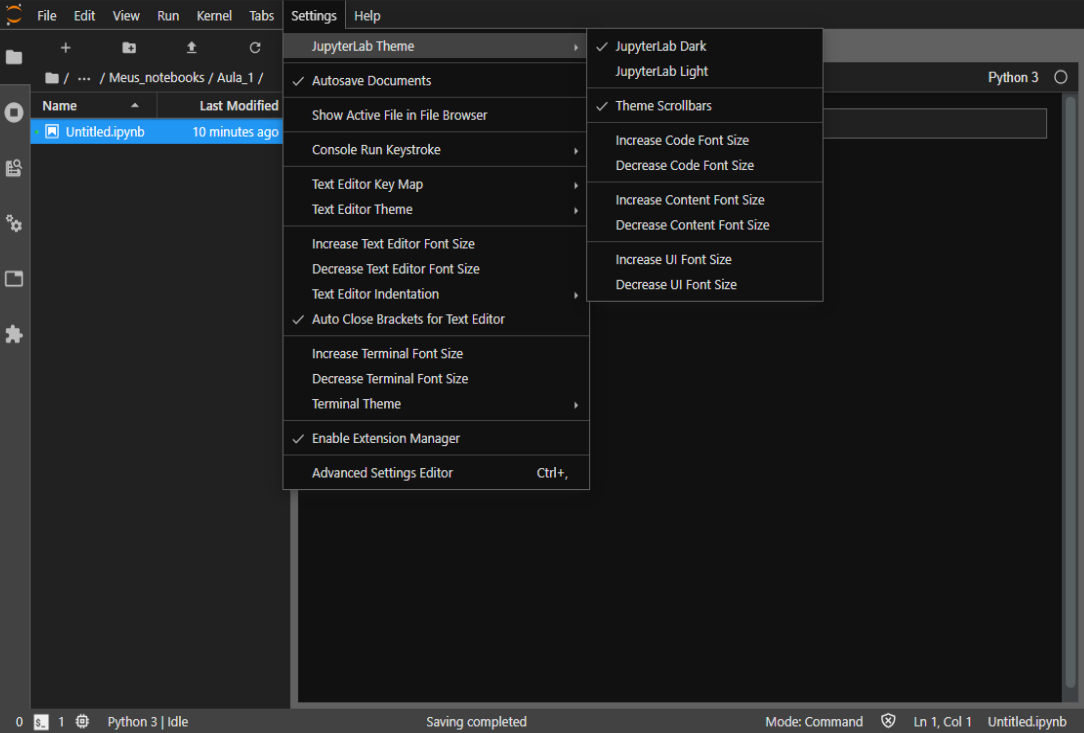 File Edit View Run Kernel Tabs Settings Help
/ ... / Meus_notebooks / Aula_1 /
Name Last Modified
Untitled.ipynb 10 minutes ago
JupyterLab Theme
Autosave Documents
Show Active File in File Browser
Console Run Keystroke
Text Editor Key Map
Text Editor Theme
Increase Text Editor Font Size
Decrease Text Editor Font Size
Text Editor Indentation
Auto Close Brackets for Text Editor
Increase Terminal Font Size
Decrease Terminal Font Size
Terminal Theme
Enable Extension Manager
Advanced Settings Editor Ctrl+,
JupyterLab Dark
JupyterLab Light
Theme Scrollbars
Increase Code Font Size
Decrease Code Font Size
Increase Content Font Size
Decrease Content Font Size
Increase UI Font Size
Decrease UI Font Size
Python 3
0 $_ 1 Python 3 | Idle Saving completed Mode: Command Ln 1, Col 1 Untitled.ipynb